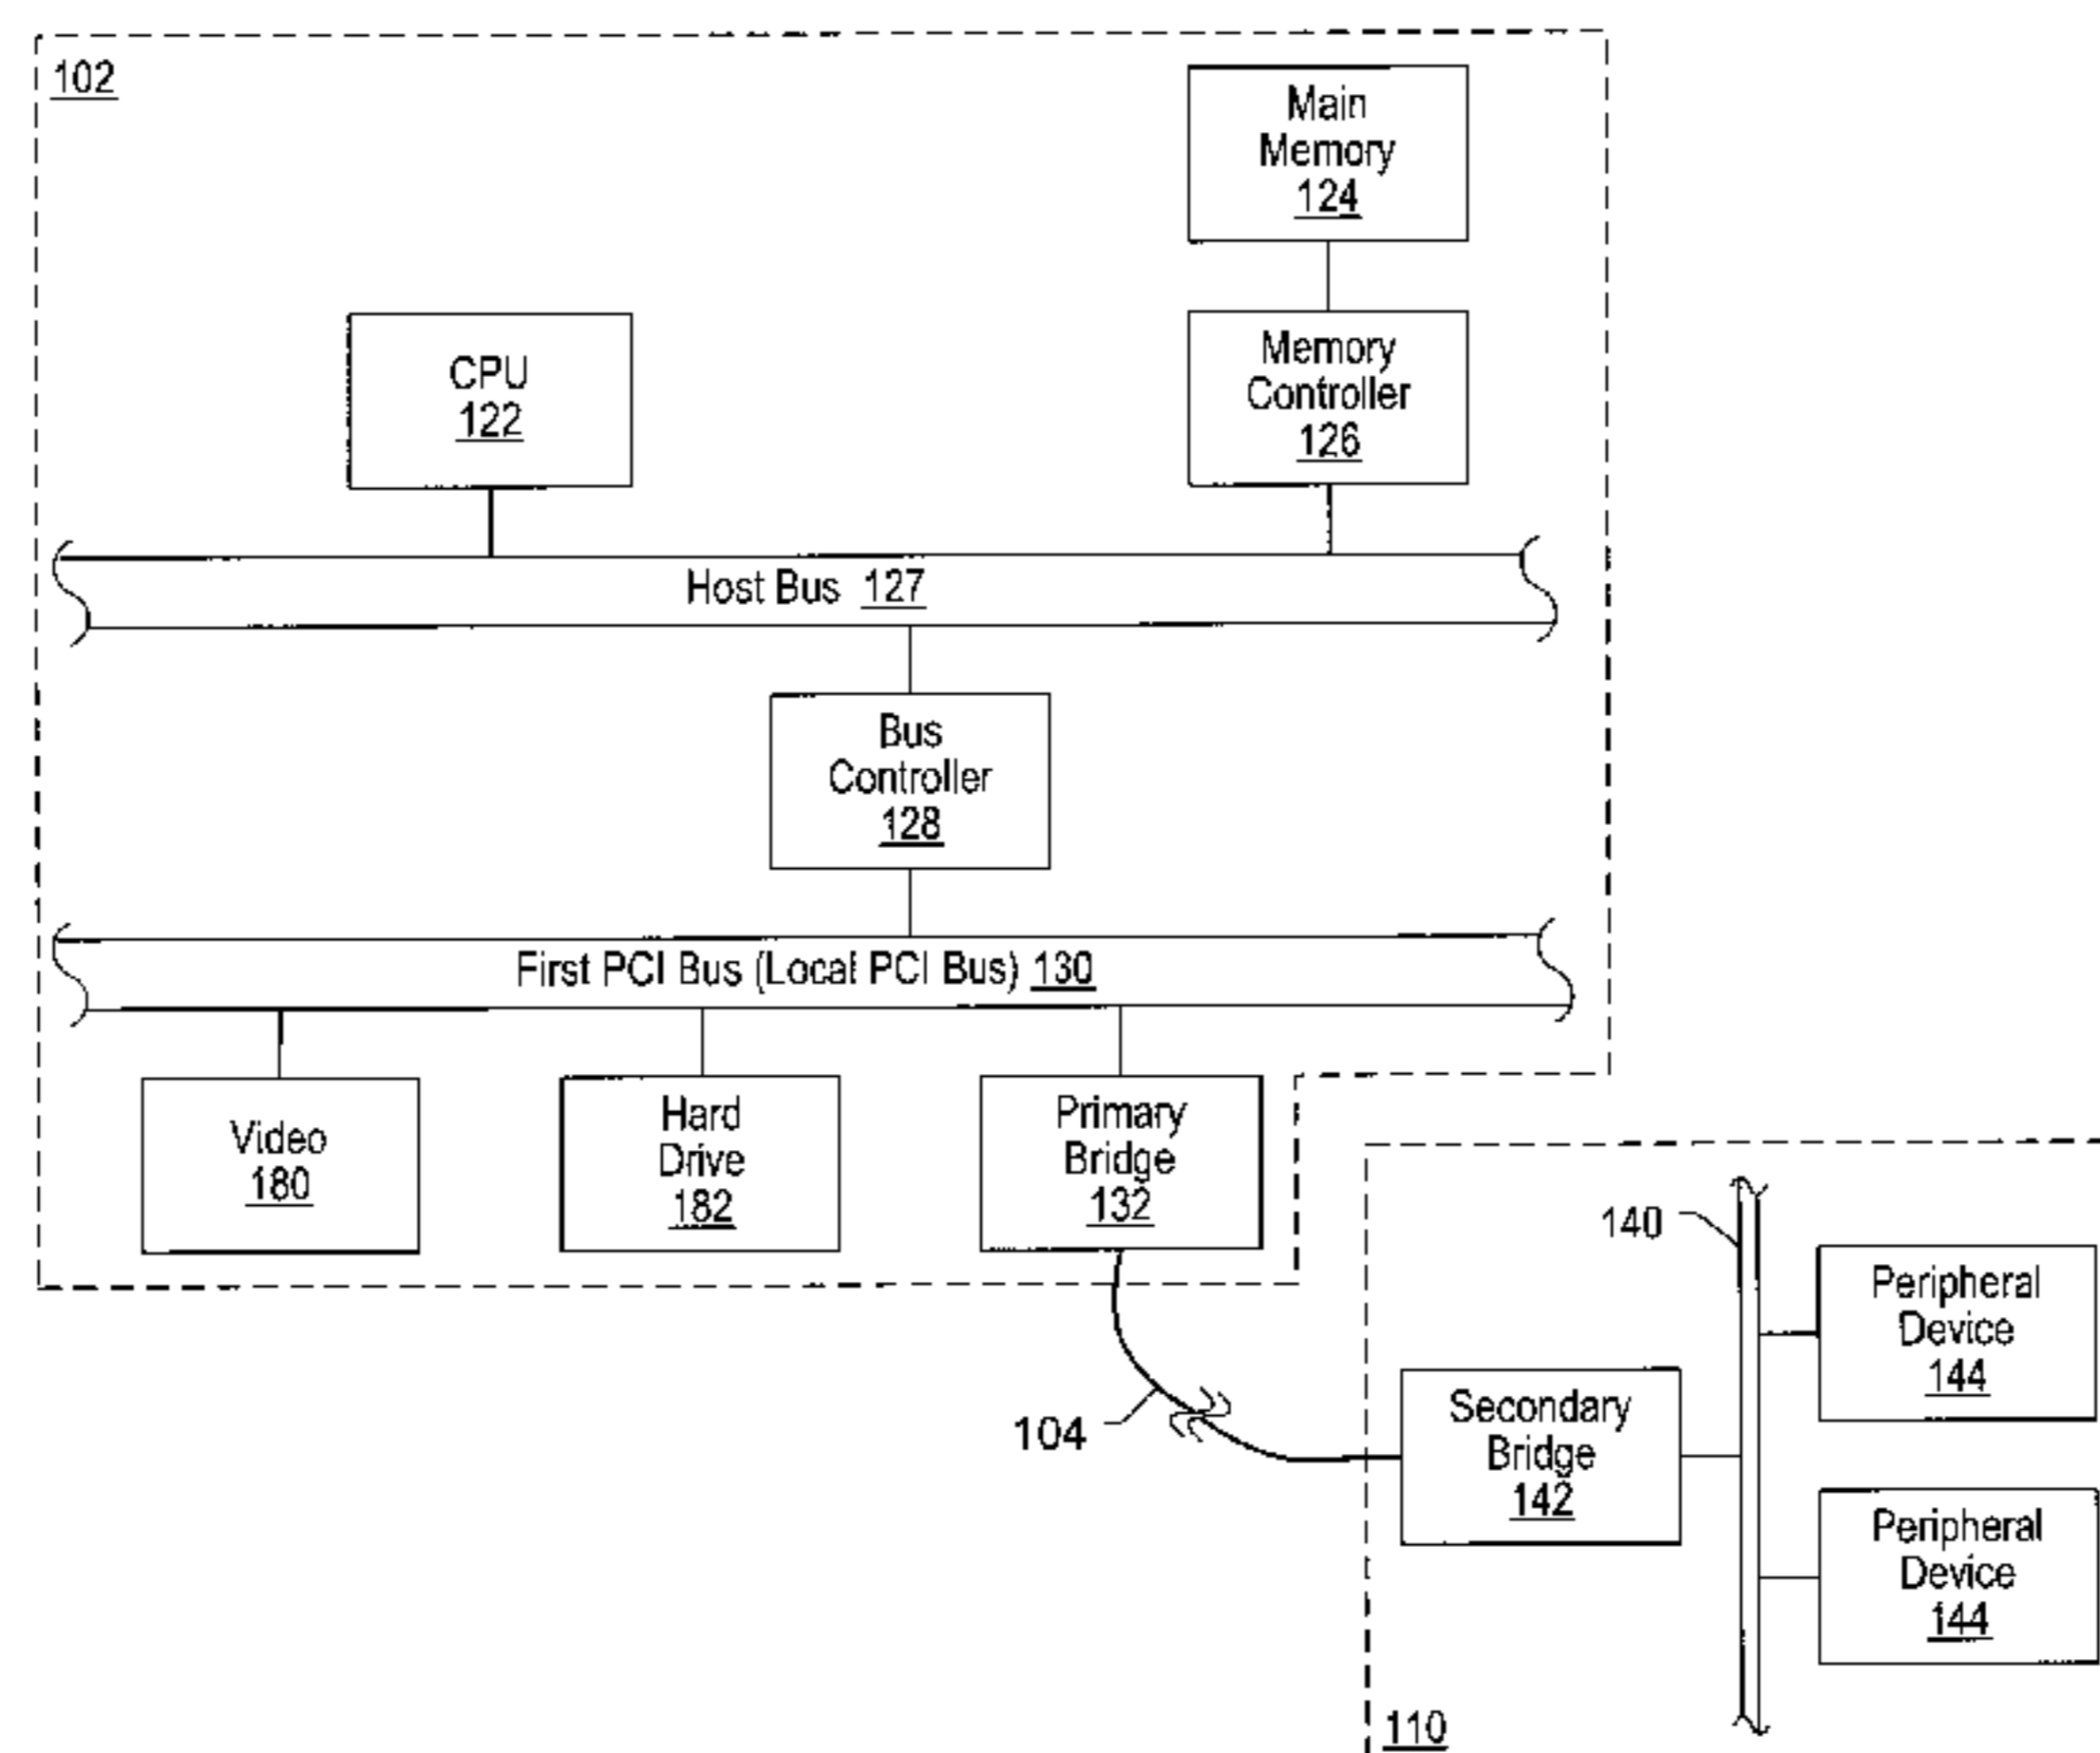 102
Main
Memory
124
CPU
122
Memory
Controller
126
Host Bus 127
Bus
Controller
128
First PCI Bus (Local PCI Bus) 130
Video
180
Hard
Drive
182
Primary
Bridge
132
104
140
Peripheral
Device
144
Secondary
Bridge
142
Peripheral
Device
144
110